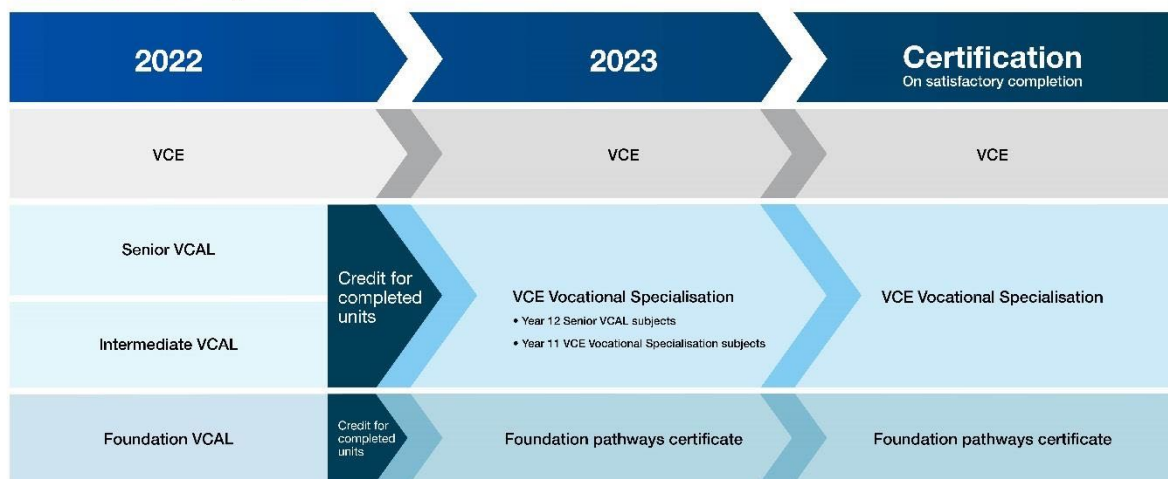 2022
2023
Certification
On satisfactory completion
VCE
VCE
VCE
Senior VCAL
Intermediate VCAL
Credit for
completed
units
VCE Vocational Specialisation
• Year 12 Senior VCAL subjects
• Year 11 VCE Vocational Specialisation subjects
VCE Vocational Specialisation
Foundation VCAL
Credit for
completed
units
Foundation pathways certificate
Foundation pathways certificate